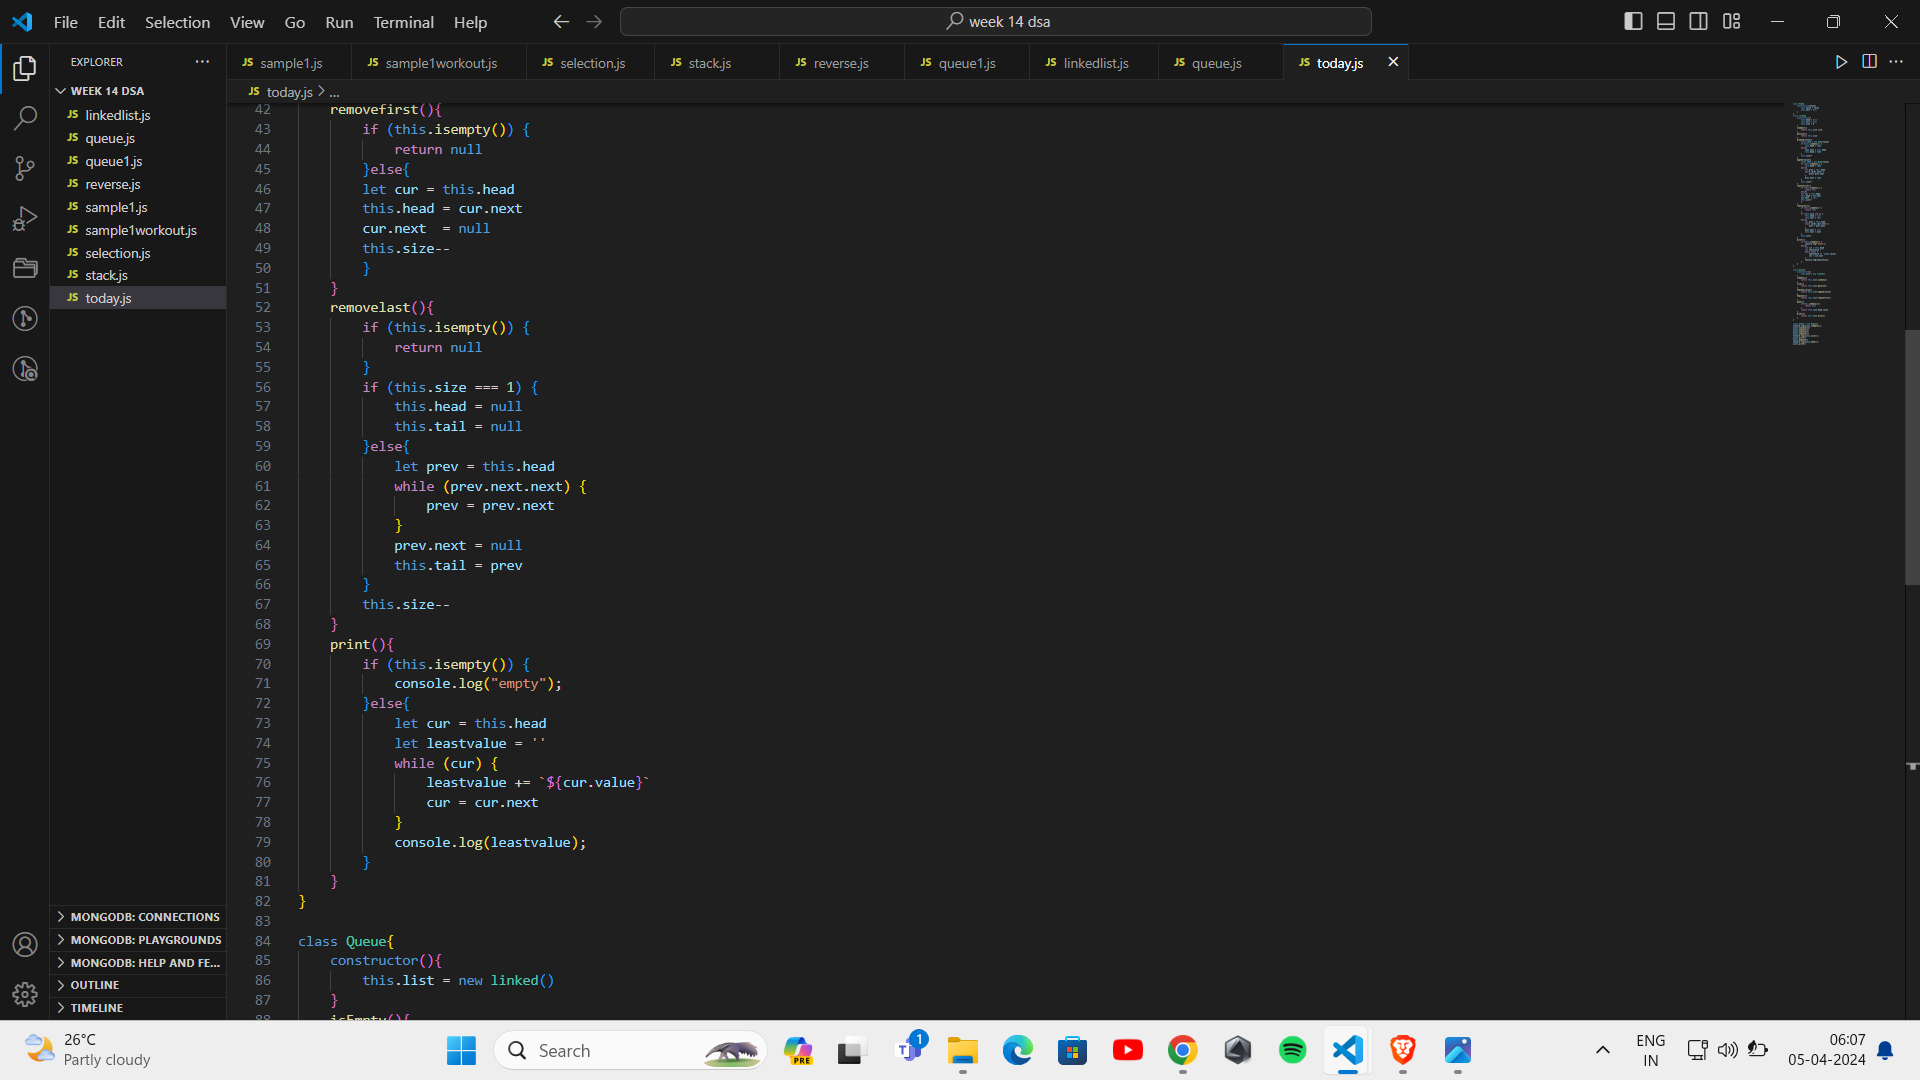 File Edit Selection View Go Run Terminal Help
week 14 dsa
EXPLORER
JS sample1.js
JS sample1workout.js
JS selection.js
JS stack.js
JS reverse.js
JS queue1.js
JS linkedlist.js
JS queue.js
JS today.js
WEEK 14 DSA
JS linkedlist.js
JS queue.js
JS queue1.js
JS reverse.js
JS sample1.js
JS sample1workout.js
JS selection.js
JS stack.js
JS today.js
MONGODB: CONNECTIONS
MONGODB: PLAYGROUNDS
MONGODB: HELP AND FE...
OUTLINE
TIMELINE
JS today.js > ...
42 removefirst(){
43 if (this.isempty()) {
44 return null
45 }else{
46 let cur = this.head
47 this.head = cur.next
48 cur.next  = null
49 this.size--
50 }
51 }
52 removelast(){
53 if (this.isempty()) {
54 return null
55 }
56 if (this.size === 1) {
57 this.head = null
58 this.tail = null
59 }else{
60 let prev = this.head
61 while (prev.next.next) {
62 prev = prev.next
63 }
64 prev.next = null
65 this.tail = prev
66 }
67 this.size--
68 }
69 print(){
70 if (this.isempty()) {
71 console.log("empty");
72 }else{
73 let cur = this.head
74 let leastvalue = ''
75 while (cur) {
76 leastvalue += `${cur.value}`
77 cur = cur.next
78 }
79 console.log(leastvalue);
80 }
81 }
82 }
83
84 class Queue{
85 constructor(){
86 this.list = new linked()
87 }
88 isEmpty(){
26°C
Partly cloudy
Search
PRE
1
ENG
IN
06:07
05-04-2024